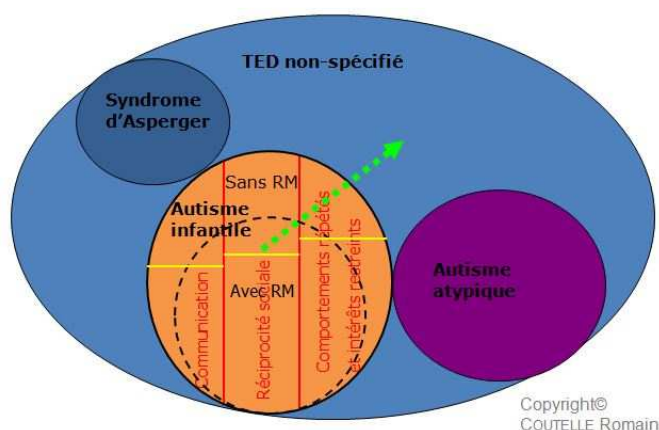 TED non-spécifié
Syndrome
d'Asperger
Sans RM
Autisme
infantile
Avec RM
Communication
Réciprocité sociale
Comportements répétés
et intérêts restreints
Autisme
atypique
Copyright©
COUTELLE Romain